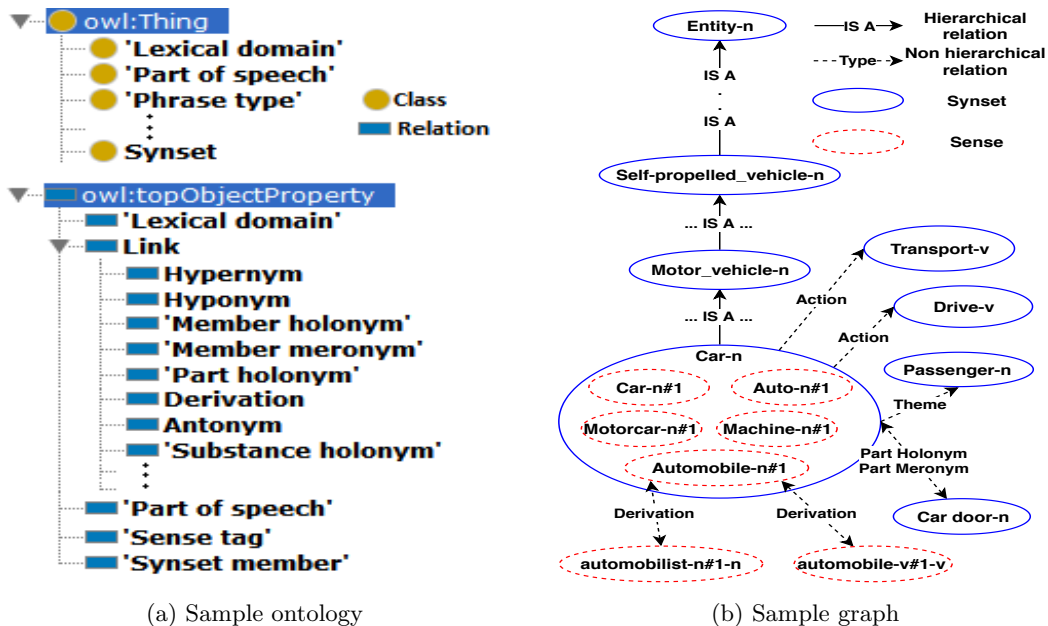 owl:Thing
'Lexical domain'
'Part of speech'
'Phrase type'
Class
Relation
Synset
owl:topObjectProperty
'Lexical domain'
Link
Hypernym
Hyponym
'Member holonym'
'Member meronym'
'Part holonym'
Derivation
Antonym
'Substance holonym'
'Part of speech'
'Sense tag'
'Synset member'
(a) Sample ontology
Entity-n
IS A
Hierarchical
relation
Type
Non hierarchical
relation
Synset
Sense
IS A
.
.
IS A
Self-propelled_vehicle-n
... IS A ...
Motor_vehicle-n
Transport-v
Action
Drive-v
... IS A ...
Action
Car-n
Passenger-n
Car-n#1
Auto-n#1
Theme
Motorcar-n#1
Machine-n#1
Part Holonym
Part Meronym
Automobile-n#1
Car door-n
Derivation
Derivation
automobilist-n#1-n
automobile-v#1-v
(b) Sample graph